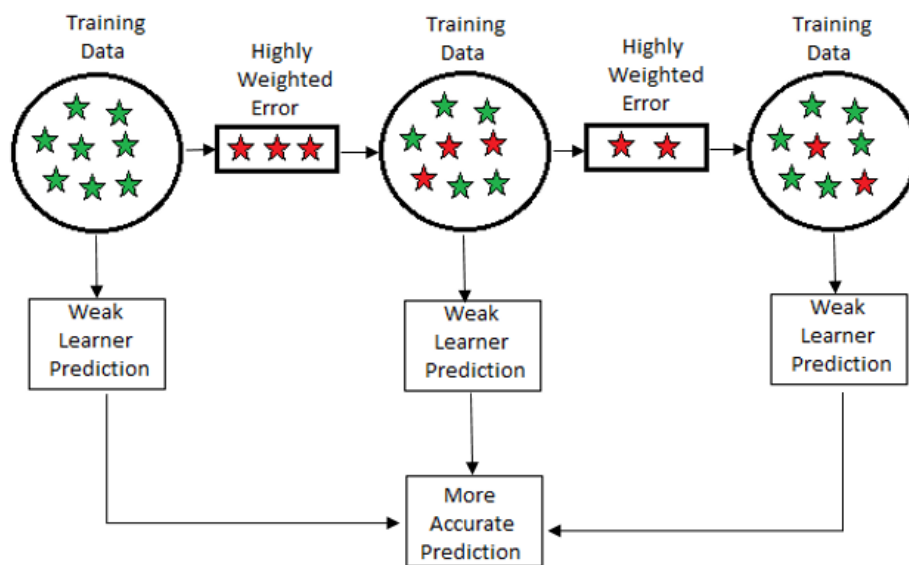 Training
Data
Highly
Weighted
Error
Training
Data
Highly
Weighted
Error
Training
Data
Weak
Learner
Prediction
Weak
Learner
Prediction
Weak
Learner
Prediction
More
Accurate
Prediction